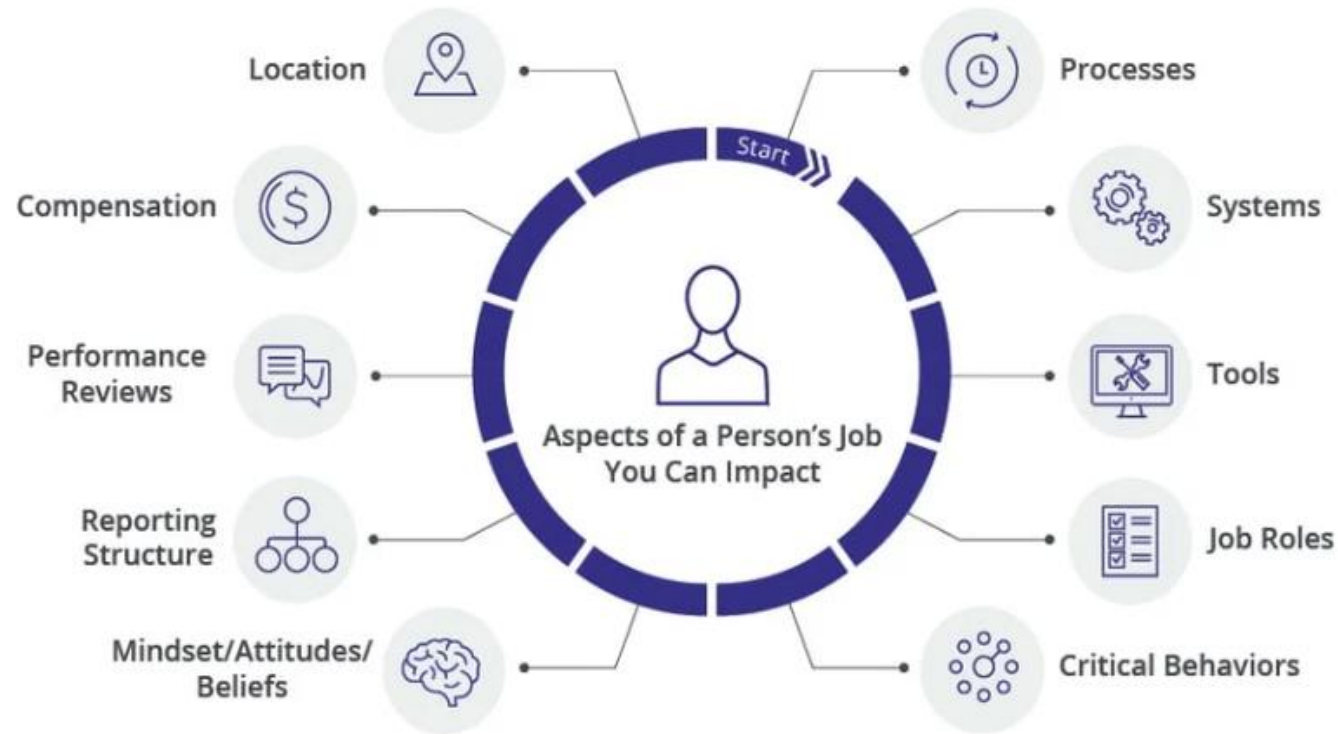 Location
Processes
Start
Compensation
Systems
Performance
Reviews
Tools
Aspects of a Person's Job
You Can Impact
Reporting
Structure
Job Roles
Mindset/Attitudes/
Beliefs
Critical Behaviors